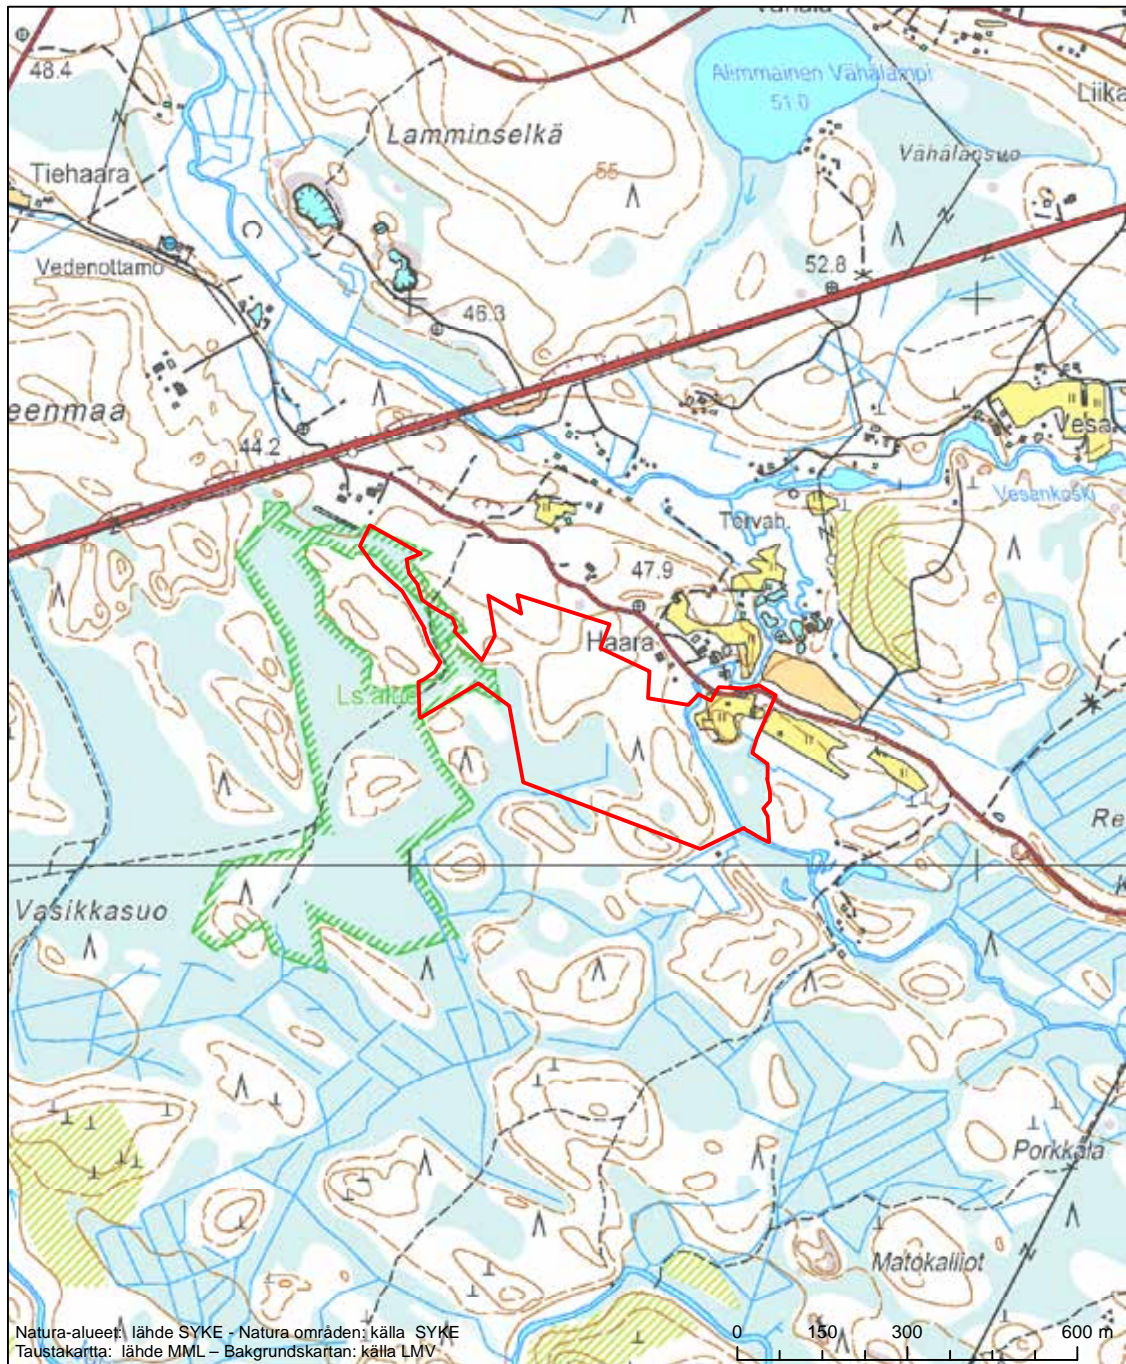 48.4
Alimmainen Vähälampi
51.0
Liika
Lamminselkä
Vähälänsuo
Tiehaara
55
Vedenottamo
52.8
46.3
eenmaa
44.2
Vesa
Vesankoski
47.9
Haara
Ls.alue
Re
K
Vasikkasuo
Porkkala
Matokalliot
Natura-alueet: lähde SYKE - Natura områden: källa SYKE
Taustakartta: lähde MML – Bakgrundskartan: källa LMV
0 150 300 600 m